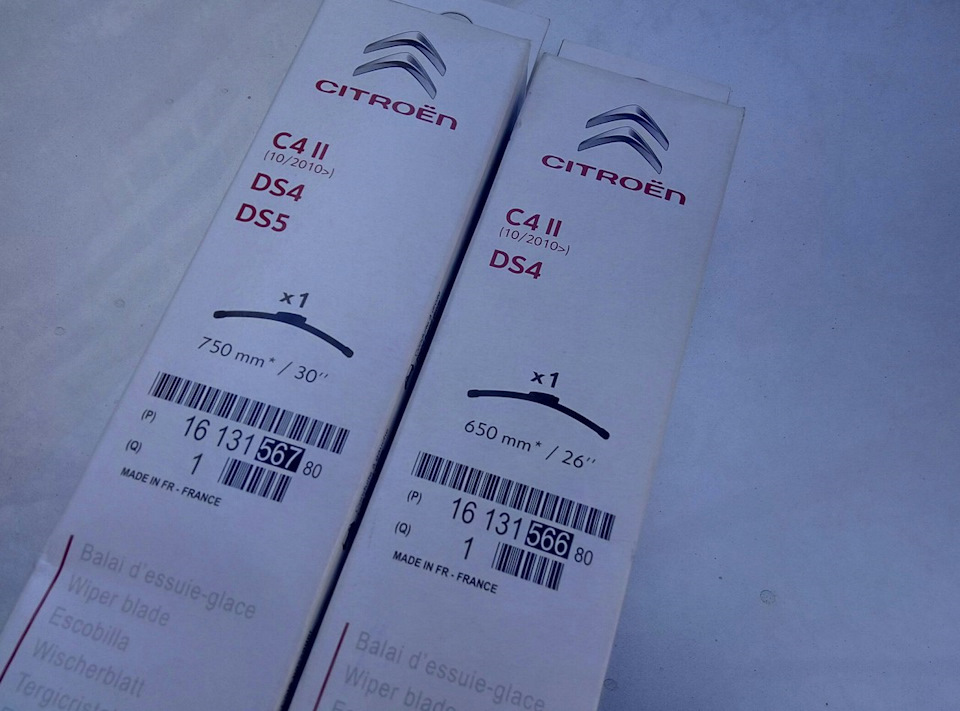 CITROËN
C4 II
(10/2010>)
DS4
DS5
x1
750 mm* / 30’’
(P)
16 131 567 80
(Q)
1
MADE IN FR - FRANCE
Balai d'essuie-glace
Wiper blade
Escobilla
Wischerblatt
CITROËN
C4 II
(10/2010>)
DS4
x1
650 mm* / 26’’
(P)
16 131 566 80
(Q)
1
MADE IN FR - FRANCE
Balai d'essuie-glace
Wiper blade